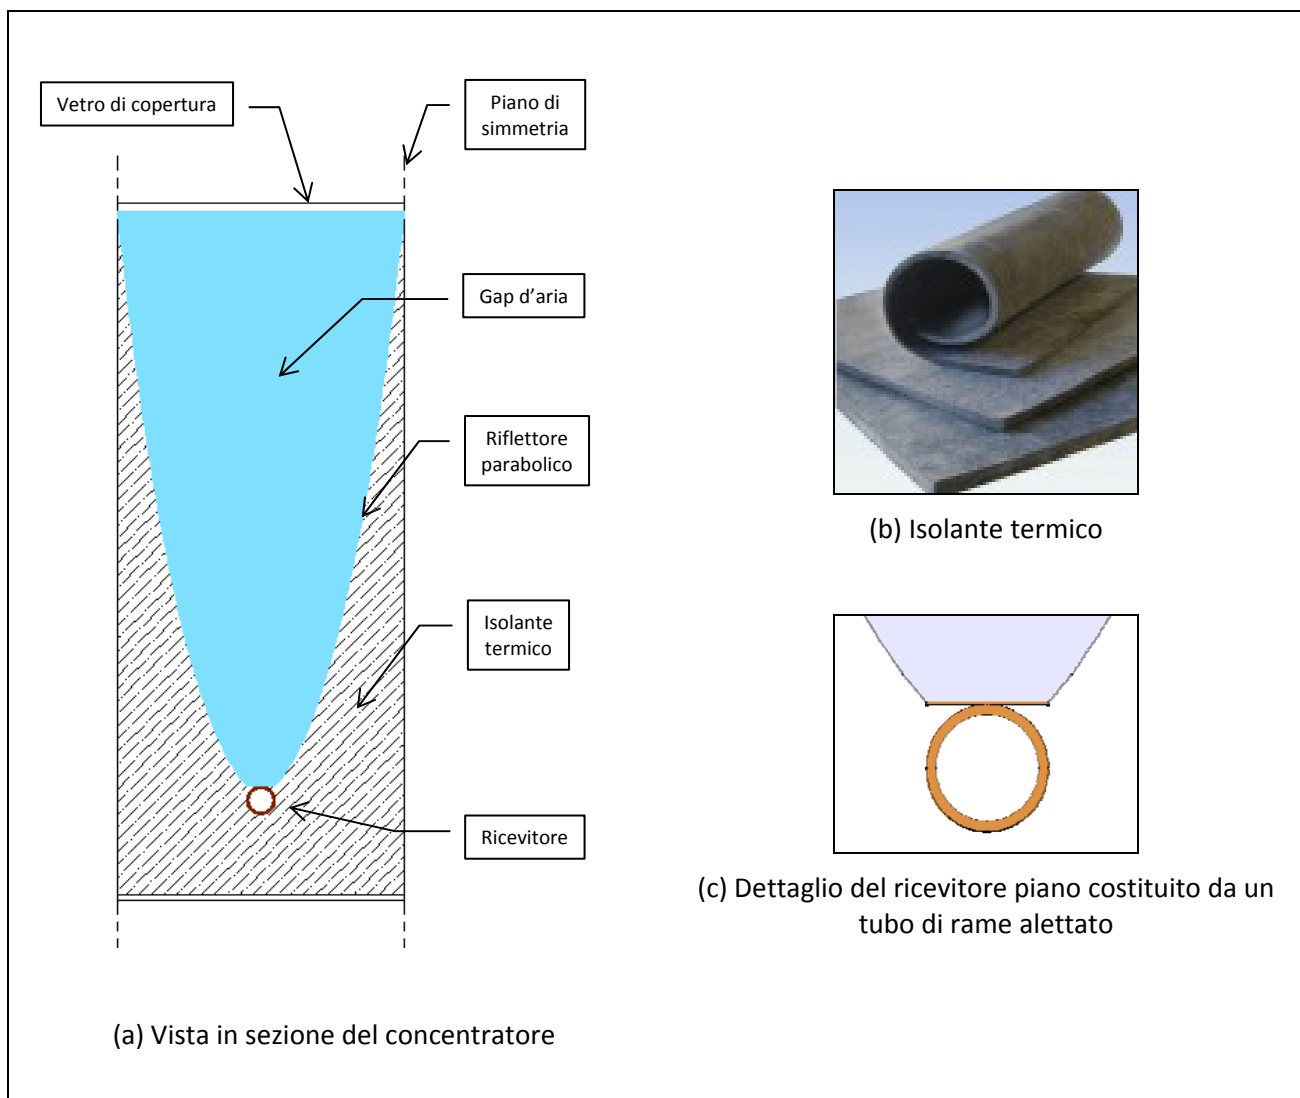 Vetro di copertura
Piano di
simmetria
Gap d'aria
Riflettore
parabolico
Isolante
termico
Ricevitore
(a) Vista in sezione del concentratore
(b) Isolante termico
(c) Dettaglio del ricevitore piano costituito da un
tubo di rame alettato